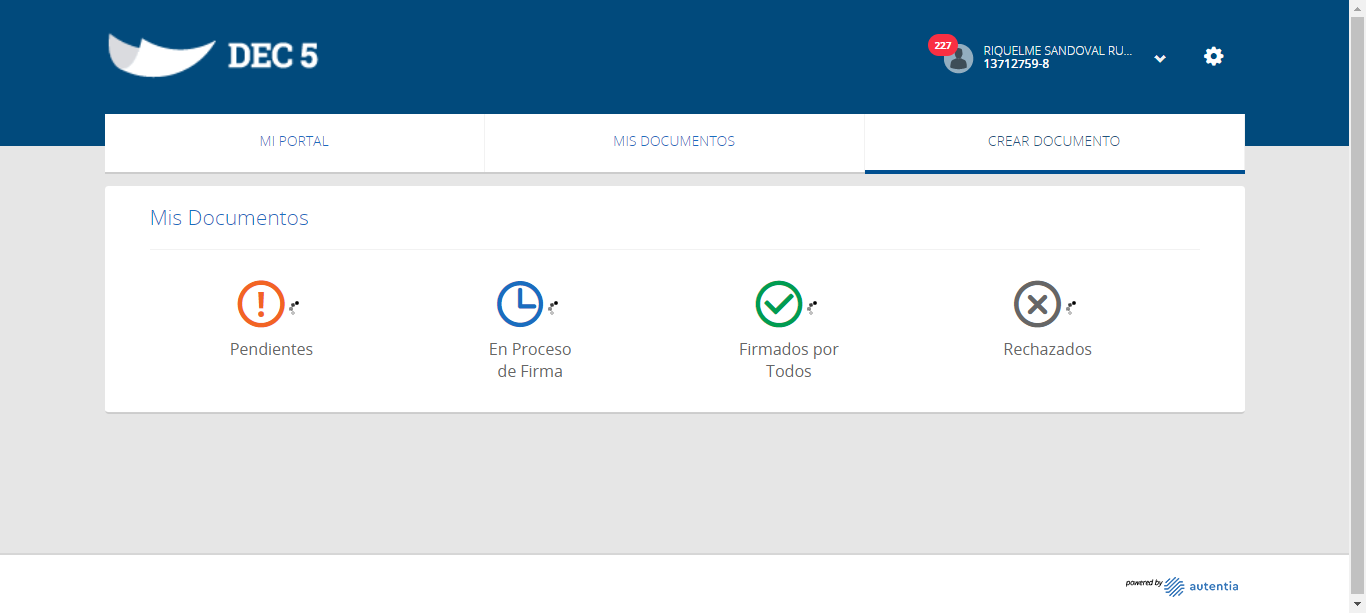 DEC 5
227
RIQUELME SANDOVAL RU...
13712759-8
MI PORTAL
MIS DOCUMENTOS
CREAR DOCUMENTO
Mis Documentos
Pendientes
En Proceso
de Firma
Firmados por
Todos
Rechazados
powered by autentia